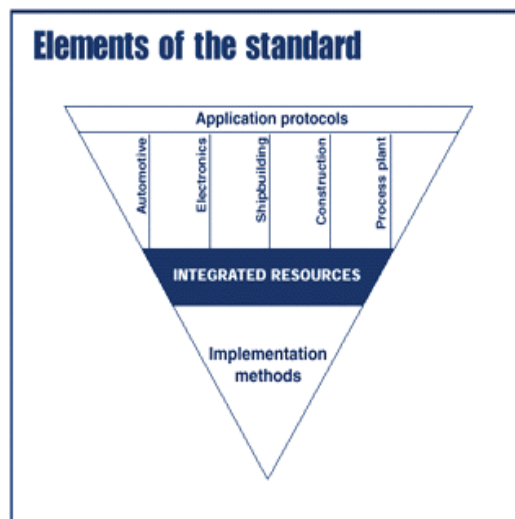 Elements of the standard
Application protocols
Automotive
Electronics
Shipbuilding
Construction
Process plant
INTEGRATED RESOURCES
Implementation
methods